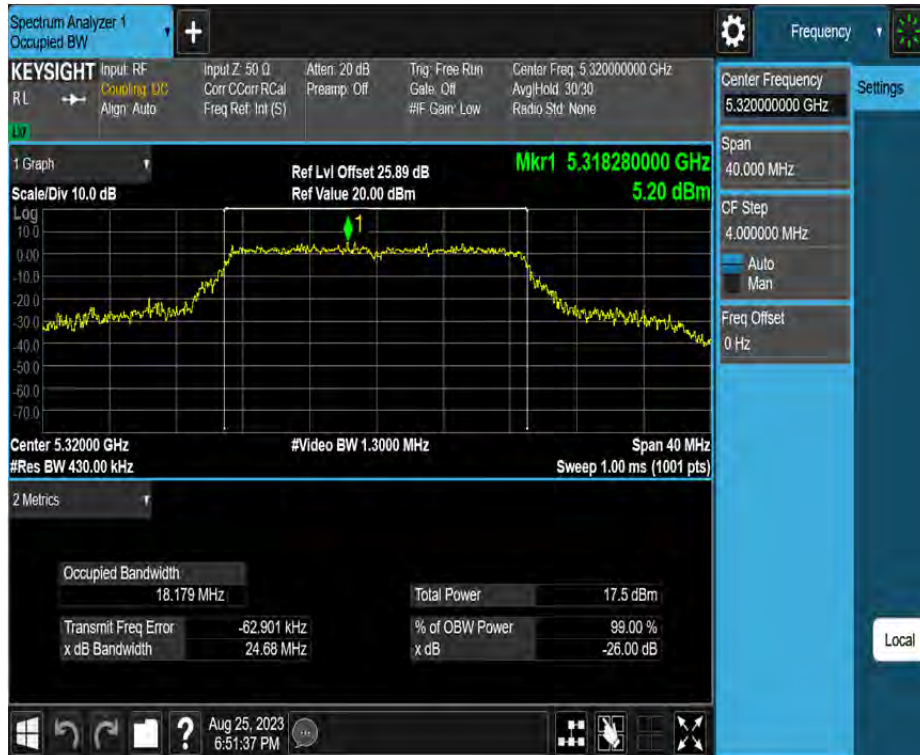 Spectrum Analyzer 1
Occupied BW
+
Frequency
KEYSIGHT
RL
LXI
Input: RF
Coupling: DC
Align: Auto
Input Z: 50 Ω
Corr CCorr RCal
Freq Ref: Int (S)
Atten: 20 dB
Preamp: Off
Trig: Free Run
Gate: Off
#IF Gain: Low
Center Freq: 5.320000000 GHz
Avg|Hold: 30/30
Radio Std: None
Center Frequency
5.320000000 GHz
Settings
Span
40.000 MHz
CF Step
4.000000 MHz
Auto
Man
Freq Offset
0 Hz
1 Graph
Scale/Div 10.0 dB
Ref Lvl Offset 25.89 dB
Ref Value 20.00 dBm
Mkr1 5.318280000 GHz
5.20 dBm
Log
10.0
0.00
-10.0
-20.0
-30.0
-40.0
-50.0
-60.0
-70.0
1
Center 5.32000 GHz
#Video BW 1.3000 MHz
Span 40 MHz
#Res BW 430.00 kHz
Sweep 1.00 ms (1001 pts)
2 Metrics
Occupied Bandwidth
18.179 MHz
Total Power 17.5 dBm
Transmit Freq Error -62.901 kHz
% of OBW Power 99.00 %
x dB Bandwidth 24.68 MHz
x dB -26.00 dB
Local
?
Aug 25, 2023
6:51:37 PM